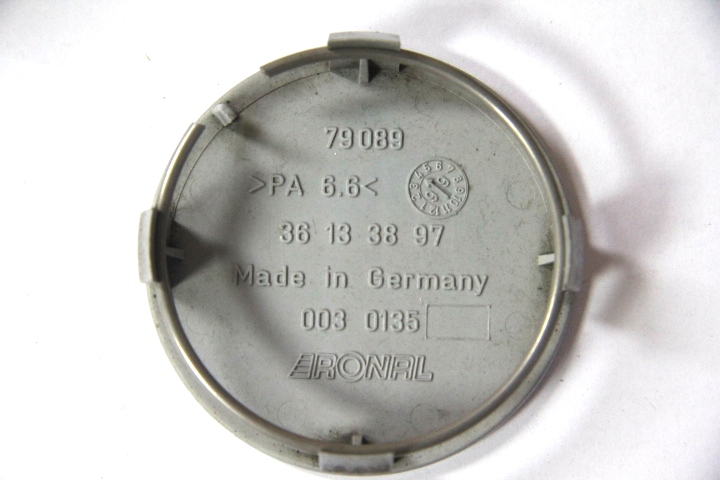 79089
>PA 6.6<
36 13 38 97
Made in Germany
003 0135
RONAL